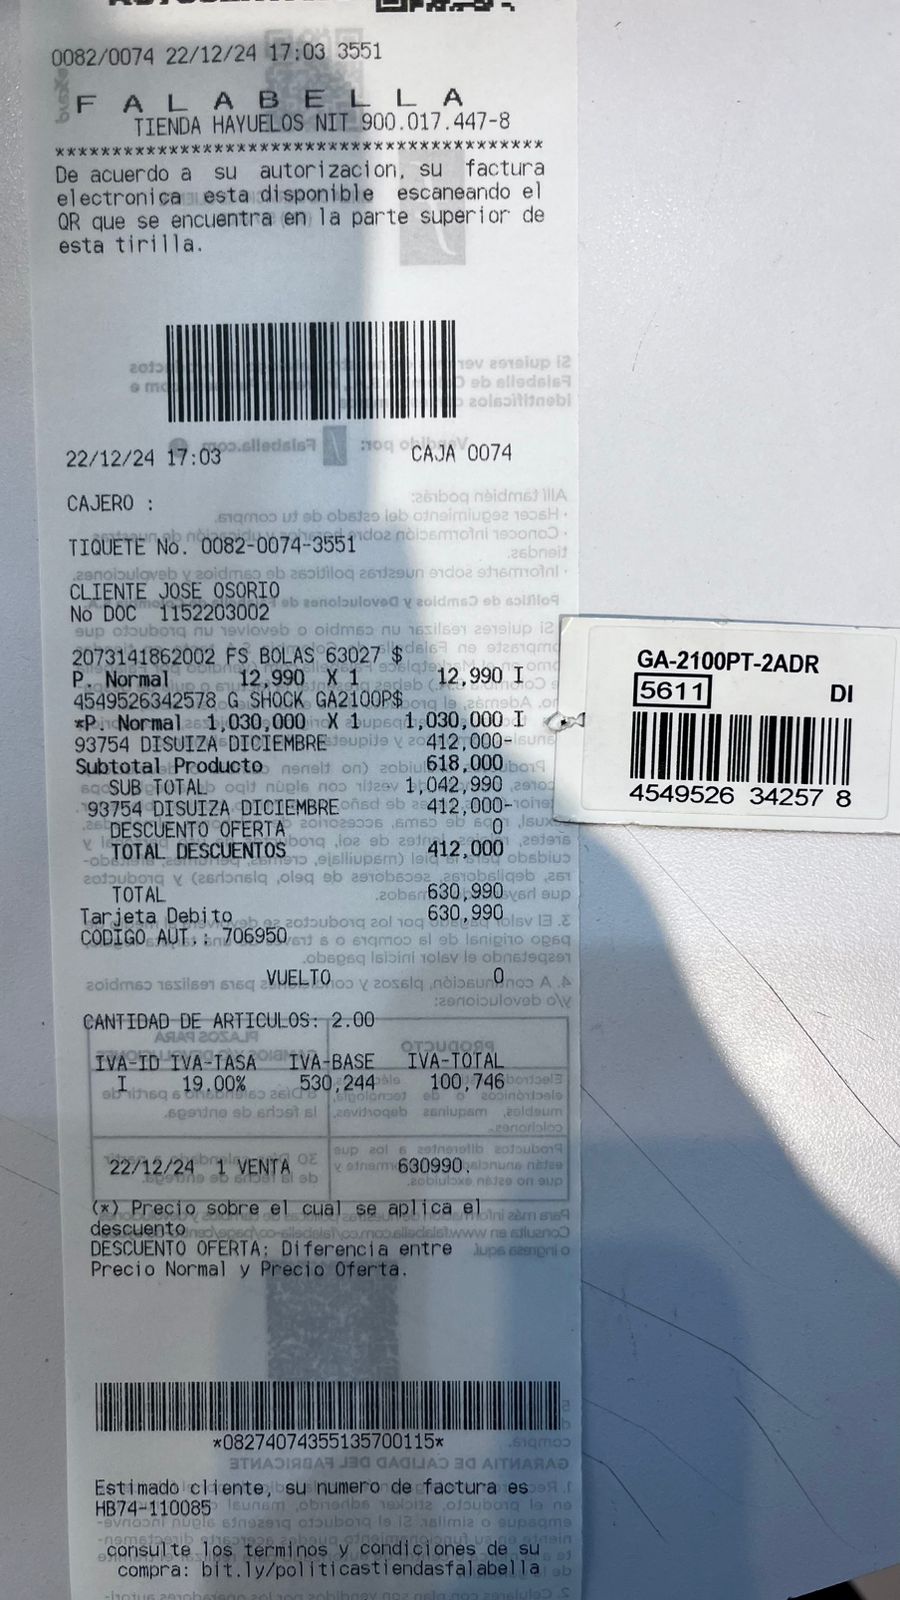 0082/0074 22/12/24 17:03 3551
F A L A B E L L A
TIENDA HAYUELOS NIT 900.017.447-8
*******************************************
De acuerdo a su autorizacion, su factura
electronica esta disponible escaneando el
QR que se encuentra en la parte superior de
esta tirilla.
22/12/24 17:03 CAJA 0074
CAJERO :
TIQUETE No. 0082-0074-3551
CLIENTE JOSE OSORIO
No DOC 1152203002
2073141862002 FS BOLAS 63027 $
P. Normal 12,990 X 1 12,990 I
4549526342578 G SHOCK GA2100P$
*P. Normal 1,030,000 X 1 1,030,000 I
93754 DISUIZA DICIEMBRE 412,000-
Subtotal Producto 618,000
SUB TOTAL 1,042,990
93754 DISUIZA DICIEMBRE 412,000-
DESCUENTO OFERTA 0
TOTAL DESCUENTOS 412,000
TOTAL 630,990
Tarjeta Debito 630,990
CODIGO AUT.: 706950
VUELTO 0
CANTIDAD DE ARTICULOS: 2.00
IVA-ID IVA-TASA IVA-BASE IVA-TOTAL
I 19.00% 530,244 100,746
22/12/24 1 VENTA 630990.
(*) Precio sobre el cual se aplica el
descuento
DESCUENTO OFERTA: Diferencia entre
Precio Normal y Precio Oferta.
*08274074355135700115*
Estimado cliente, su numero de factura es
HB74-110085
consulte los terminos y condiciones de su
compra: bit.ly/politicastiendasfalabella
GA-2100PT-2ADR
5611 DI
4549526 34257 8